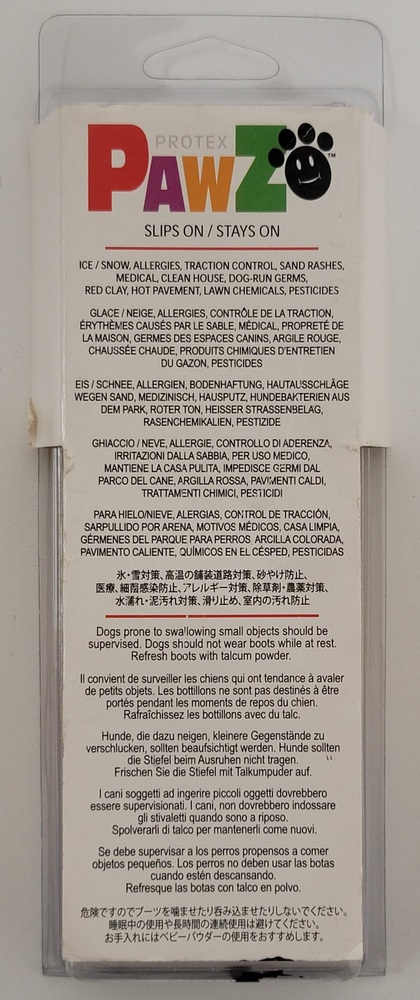 PROTEX
PAWZ
™
SLIPS ON / STAYS ON
ICE / SNOW, ALLERGIES, TRACTION CONTROL, SAND RASHES,
MEDICAL, CLEAN HOUSE, DOG-RUN GERMS,
RED CLAY, HOT PAVEMENT, LAWN CHEMICALS, PESTICIDES
GLACE / NEIGE, ALLERGIES, CONTRÔLE DE LA TRACTION,
ÉRYTHÈMES CAUSÉS PAR LE SABLE, MÉDICAL, PROPRETÉ DE
LA MAISON, GERMES DES ESPACES CANINS, ARGILE ROUGE,
CHAUSSÉE CHAUDE, PRODUITS CHIMIQUES D'ENTRETIEN
DU GAZON, PESTICIDES
EIS / SCHNEE, ALLERGIEN, BODENHAFTUNG, HAUTAUSSCHLÄGE
WEGEN SAND, MEDIZINISCH, HAUSPUTZ, HUNDEBAKTERIEN AUS
DEM PARK, ROTER TON, HEISSER STRASSENBELAG,
RASENCHEMIKALIEN, PESTIZIDE
GHIACCIO / NEVE, ALLERGIE, CONTROLLO DI ADERENZA,
IRRITAZIONI DALLA SABBIA, PER USO MEDICO,
MANTIENE LA CASA PULITA, IMPEDISCE GERMI DAL
PARCO DEL CANE, ARGILLA ROSSA, PAVIMENTI CALDI,
TRATTAMENTI CHIMICI, PESTICIDI
PARA HIELO/NIEVE, ALERGIAS, CONTROL DE TRACCIÓN,
SARPULLIDO POR ARENA, MOTIVOS MÉDICOS, CASA LIMPIA,
GÉRMENES DEL PARQUE PARA PERROS, ARCILLA COLORADA,
PAVIMENTO CALIENTE, QUÍMICOS EN EL CÉSPED, PESTICIDAS
氷・雪対策、高温の舗装道路対策、砂やけ防止、
医療、細菌感染防止、アレルギー対策、除草剤・農薬対策、
水濡れ・泥汚れ対策、滑り止め、室内の汚れ防止
Dogs prone to swallowing small objects should be
supervised. Dogs should not wear boots while at rest.
Refresh boots with talcum powder.
Il convient de surveiller les chiens qui ont tendance à avaler
de petits objets. Les bottillons ne sont pas destinés à être
portés pendant les moments de repos du chien.
Rafraîchissez les bottillons avec du talc.
Hunde, die dazu neigen, kleinere Gegenstände zu
verschlucken, sollten beaufsichtigt werden. Hunde sollten
die Stiefel beim Ausruhen nicht tragen.
Frischen Sie die Stiefel mit Talkumpuder auf.
I cani soggetti ad ingerire piccoli oggetti dovrebbero
essere supervisionati. I cani, non dovrebbero indossare
gli stivaletti quando sono a riposo.
Spolverarli di talco per mantenerli come nuovi.
Se debe supervisar a los perros propensos a comer
objetos pequeños. Los perros no deben usar las botas
cuando estén descansando.
Refresque las botas con talco en polvo.
危険ですのでブーツを噛ませたり呑み込ませたりしないでください。
睡眠中の使用や長時間の連続使用は避けてください。
お手入れにはベビーパウダーの使用をおすすめします。